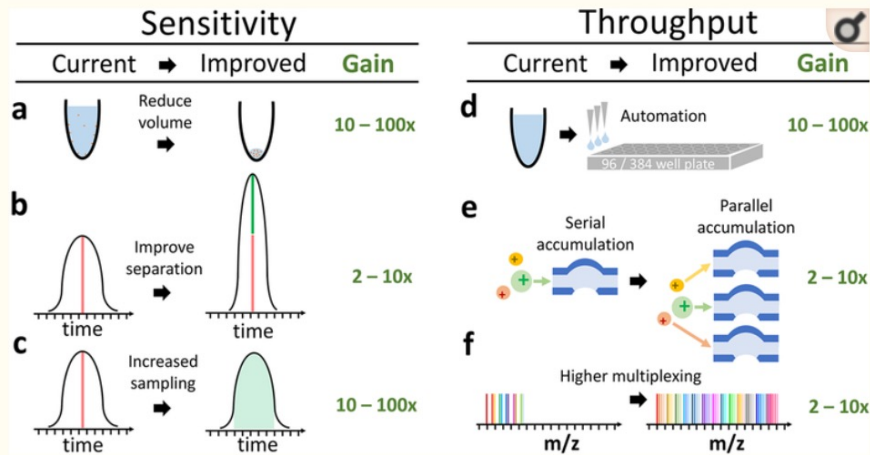 Sensitivity
Current Improved Gain
a
Reduce
volume
10 – 100x
b
Improve
separation
2 – 10x
time
time
c
Increased
sampling
10 – 100x
time
time
Throughput
Current Improved Gain
d
Automation
96 / 384 well plate
10 – 100x
e
Serial
accumulation
Parallel
accumulation
+
+
+
+
+
+
2 – 10x
f
Higher multiplexing
2 – 10x
m/z
m/z